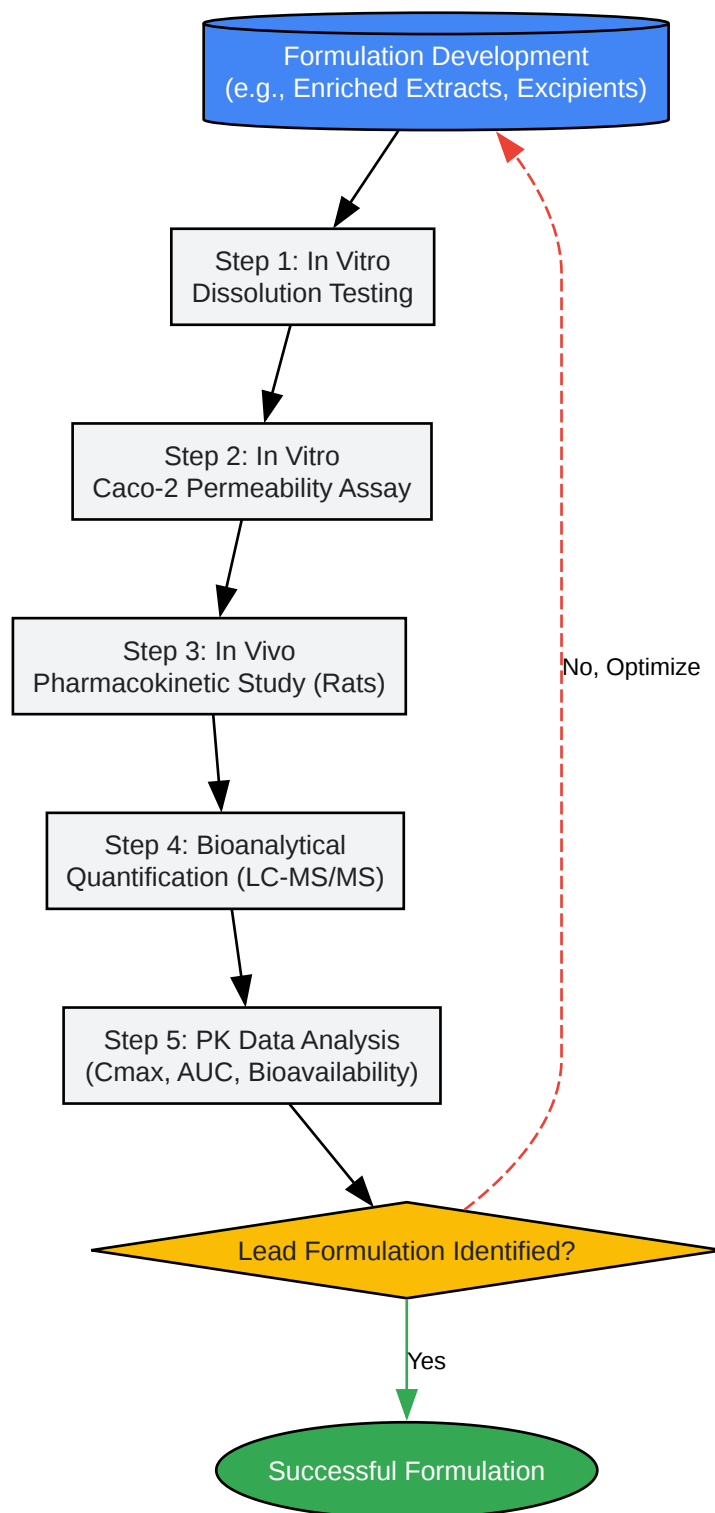 Formulation Development
(e.g., Enriched Extracts, Excipients)
Step 1: In Vitro
Dissolution Testing
Step 2: In Vitro
Caco-2 Permeability Assay
Step 3: In Vivo
Pharmacokinetic Study (Rats)
No, Optimize
Step 4: Bioanalytical
Quantification (LC-MS/MS)
Step 5: PK Data Analysis
(Cmax, AUC, Bioavailability)
Lead Formulation Identified?
Yes
Successful Formulation